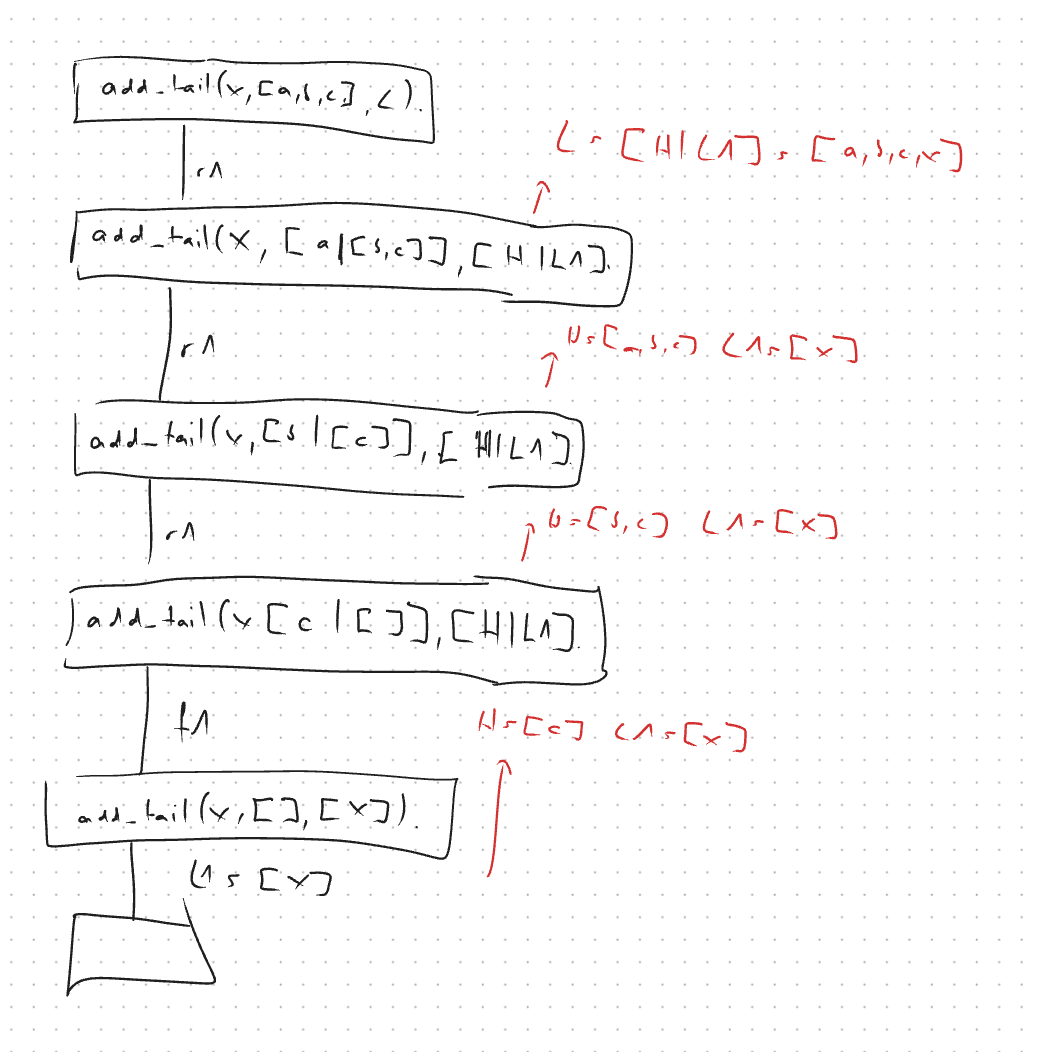 add_tail(x,[a,b,c],L).
r1
L = [H|L1] = [a,b,c,x]
add_tail(x,[a|[b,c]],[H|L1].
r1
H=[a,b,c] L1=[x]
add_tail(x,[b|[c]],[H|L1].
r1
H=[b,c] L1=[x]
add_tail(x[c|[]],[H|L1].
f1
H=[c] L1=[x]
add_tail(x,[],[x]).
L1=[x]